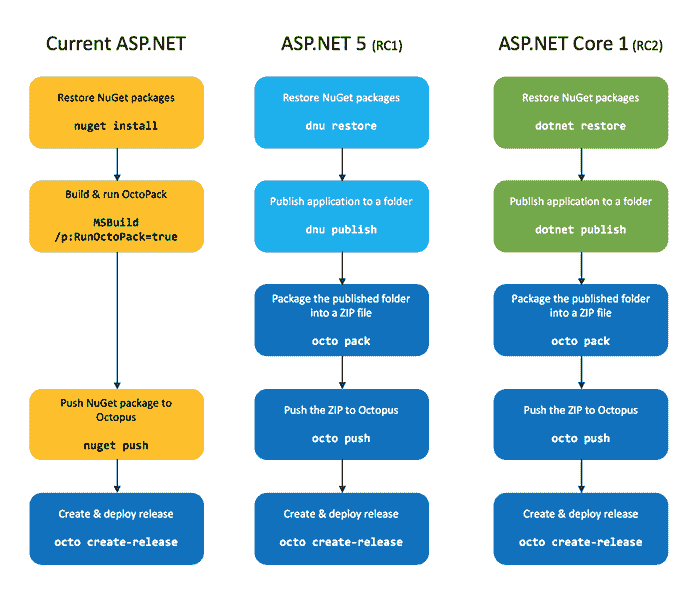 Current ASP.NET
Restore NuGet packages
nuget install
Build & run OctoPack
MSBuild
/p:RunOctoPack=true
Push NuGet package to
Octopus
nuget push
Create & deploy release
octo create-release
ASP.NET 5 (RC1)
Restore NuGet packages
dnu restore
Publish application to a folder
dnu publish
Package the published folder
into a ZIP file
octo pack
Push the ZIP to Octopus
octo push
Create & deploy release
octo create-release
ASP.NET Core 1 (RC2)
Restore NuGet packages
dotnet restore
Publish application to a folder
dotnet publish
Package the published folder
into a ZIP file
octo pack
Push the ZIP to Octopus
octo push
Create & deploy release
octo create-release